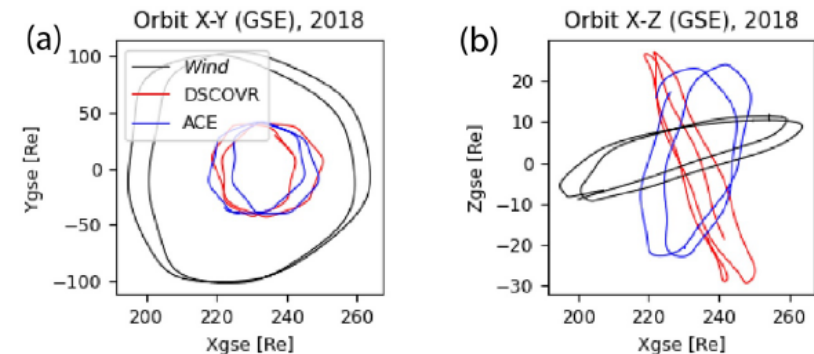 (a)
Orbit X-Y (GSE), 2018
100
50
0
−50
−100
Ygse [Re]
Wind
DSCOVR
ACE
200 220 240 260
Xgse [Re]
(b)
Orbit X-Z (GSE), 2018
20
10
0
−10
−20
−30
Zgse [Re]
200 220 240 260
Xgse [Re]